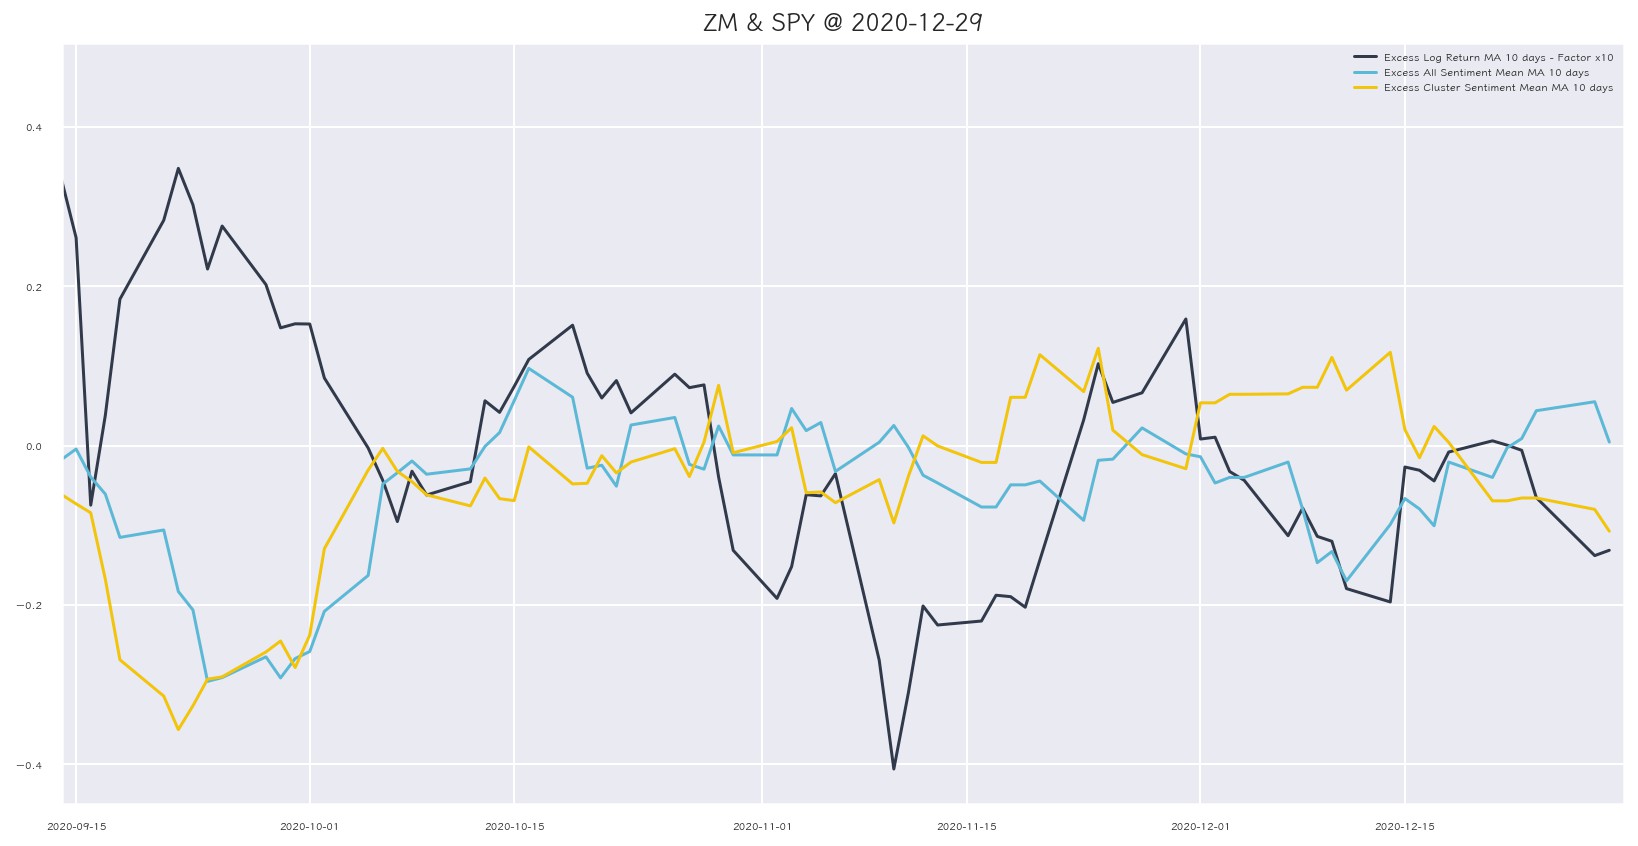 ZM & SPY @ 2020-12-29
Excess Log Return MA 10 days - Factor x10
Excess All Sentiment Mean MA 10 days
Excess Cluster Sentiment Mean MA 10 days
0.4
0.2
0.0
−0.2
−0.4
2020-09-15 2020-10-01 2020-10-15 2020-11-01 2020-11-15 2020-12-01 2020-12-15